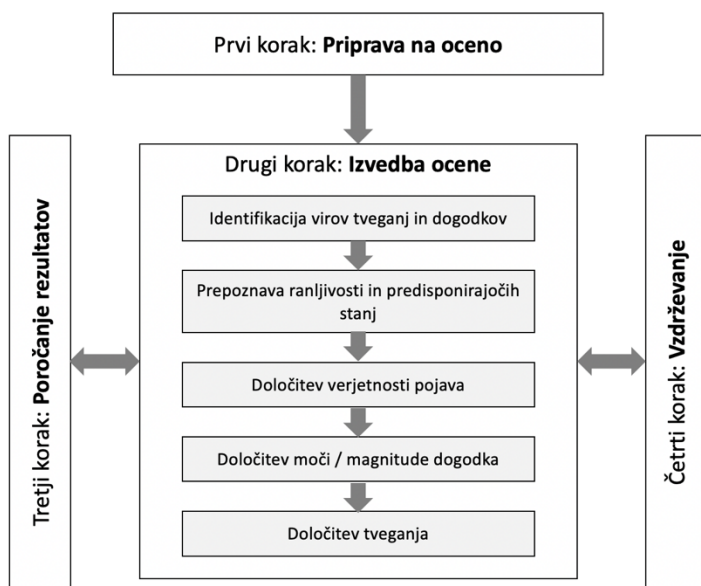 Prvi korak: Priprava na oceno
Tretji korak: Poročanje rezultatov
Drugi korak: Izvedba ocene
Identifikacija virov tveganj in dogodkov
Prepoznava ranljivosti in predisponirajočih
stanj
Določitev verjetnosti pojava
Določitev moči / magnitude dogodka
Določitev tveganja
Četrti korak: Vzdrževanje